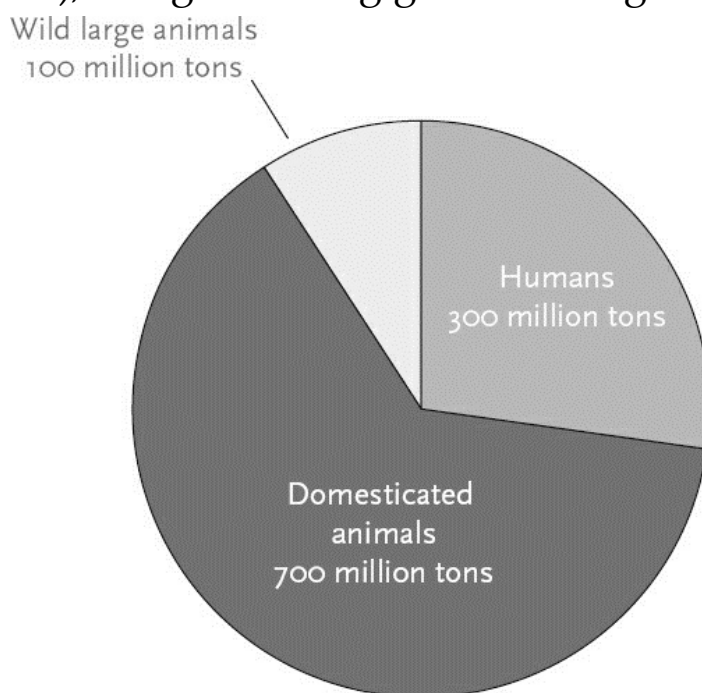 Wild large animals
100 million tons
Humans
300 million tons
Domesticated
animals
700 million tons